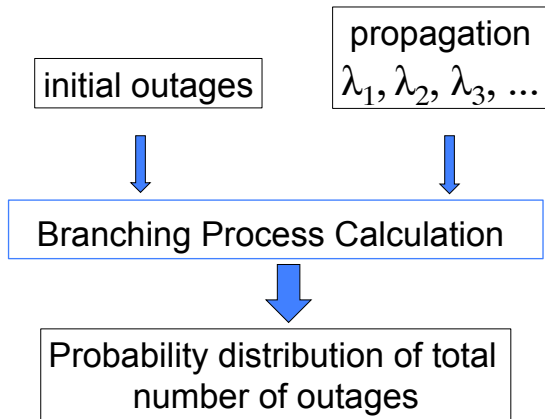 propagation
initial outages
λ₁, λ₂, λ₃, ...
Branching Process Calculation
Probability distribution of total
number of outages